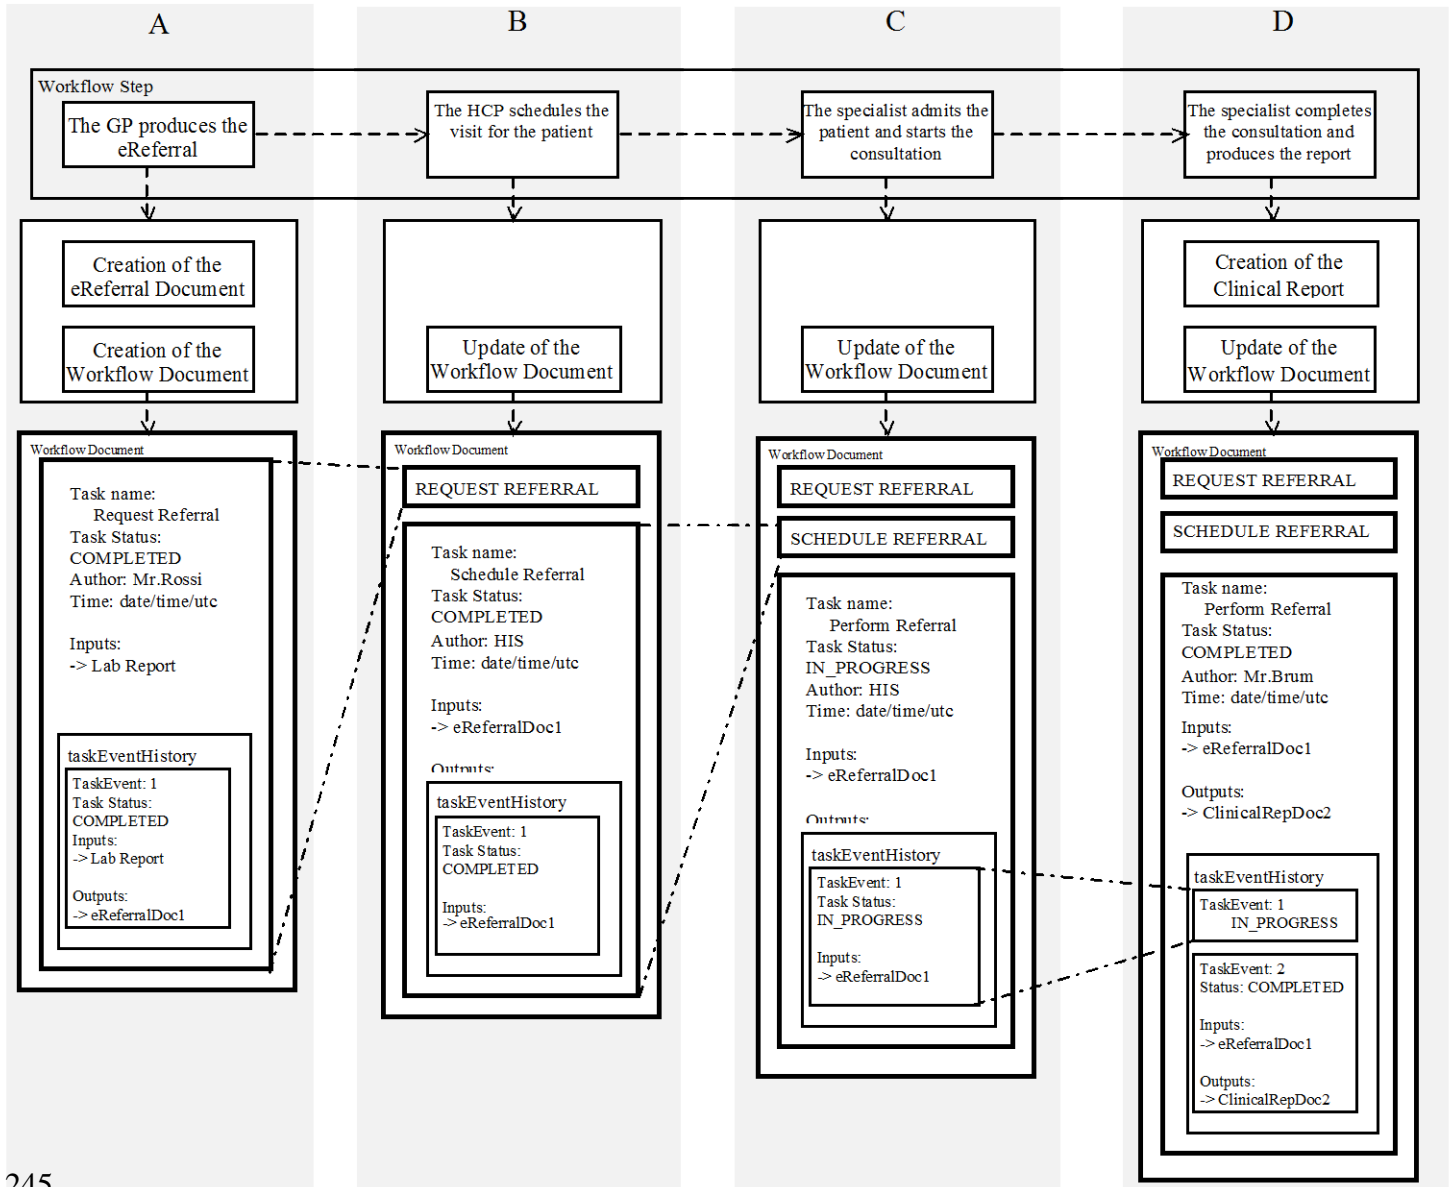 A
B
C
D
Workflow Step
The GP produces the
eReferral
The HCP schedules the
visit for the patient
The specialist admits the
patient and starts the
consultation
The specialist completes
the consultation and
produces the report
Creation of the
eReferral Document
Creation of the
Workflow Document
Update of the
Workflow Document
Update of the
Workflow Document
Creation of the
Clinical Report
Update of the
Workflow Document
Workflow Document
Task name:
Request Referral
Task Status:
COMPLETED
Author: Mr.Rossi
Time: date/time/utc
Inputs:
-> Lab Report
taskEventHistory
TaskEvent: 1
Task Status:
COMPLETED
Inputs:
-> Lab Report
Outputs:
-> eReferralDoc1
Workflow Document
REQUEST REFERRAL
Task name:
Schedule Referral
Task Status:
COMPLETED
Author: HIS
Time: date/time/utc
Inputs:
-> eReferralDoc1
Outputs:
taskEventHistory
TaskEvent: 1
Task Status:
COMPLETED
Inputs:
-> eReferralDoc1
Workflow Document
REQUEST REFERRAL
SCHEDULE REFERRAL
Task name:
Perform Referral
Task Status:
IN_PROGRESS
Author: HIS
Time: date/time/utc
Inputs:
-> eReferralDoc1
Outputs:
taskEventHistory
TaskEvent: 1
Task Status:
IN_PROGRESS
Inputs:
-> eReferralDoc1
Workflow Document
REQUEST REFERRAL
SCHEDULE REFERRAL
Task name:
Perform Referral
Task Status:
COMPLETED
Author: Mr.Brum
Time: date/time/utc
Inputs:
-> eReferralDoc1
Outputs:
-> ClinicalRepDoc2
taskEventHistory
TaskEvent: 1
IN_PROGRESS
TaskEvent: 2
Status: COMPLETED
Inputs:
-> eReferralDoc1
Outputs:
-> ClinicalRepDoc2
245